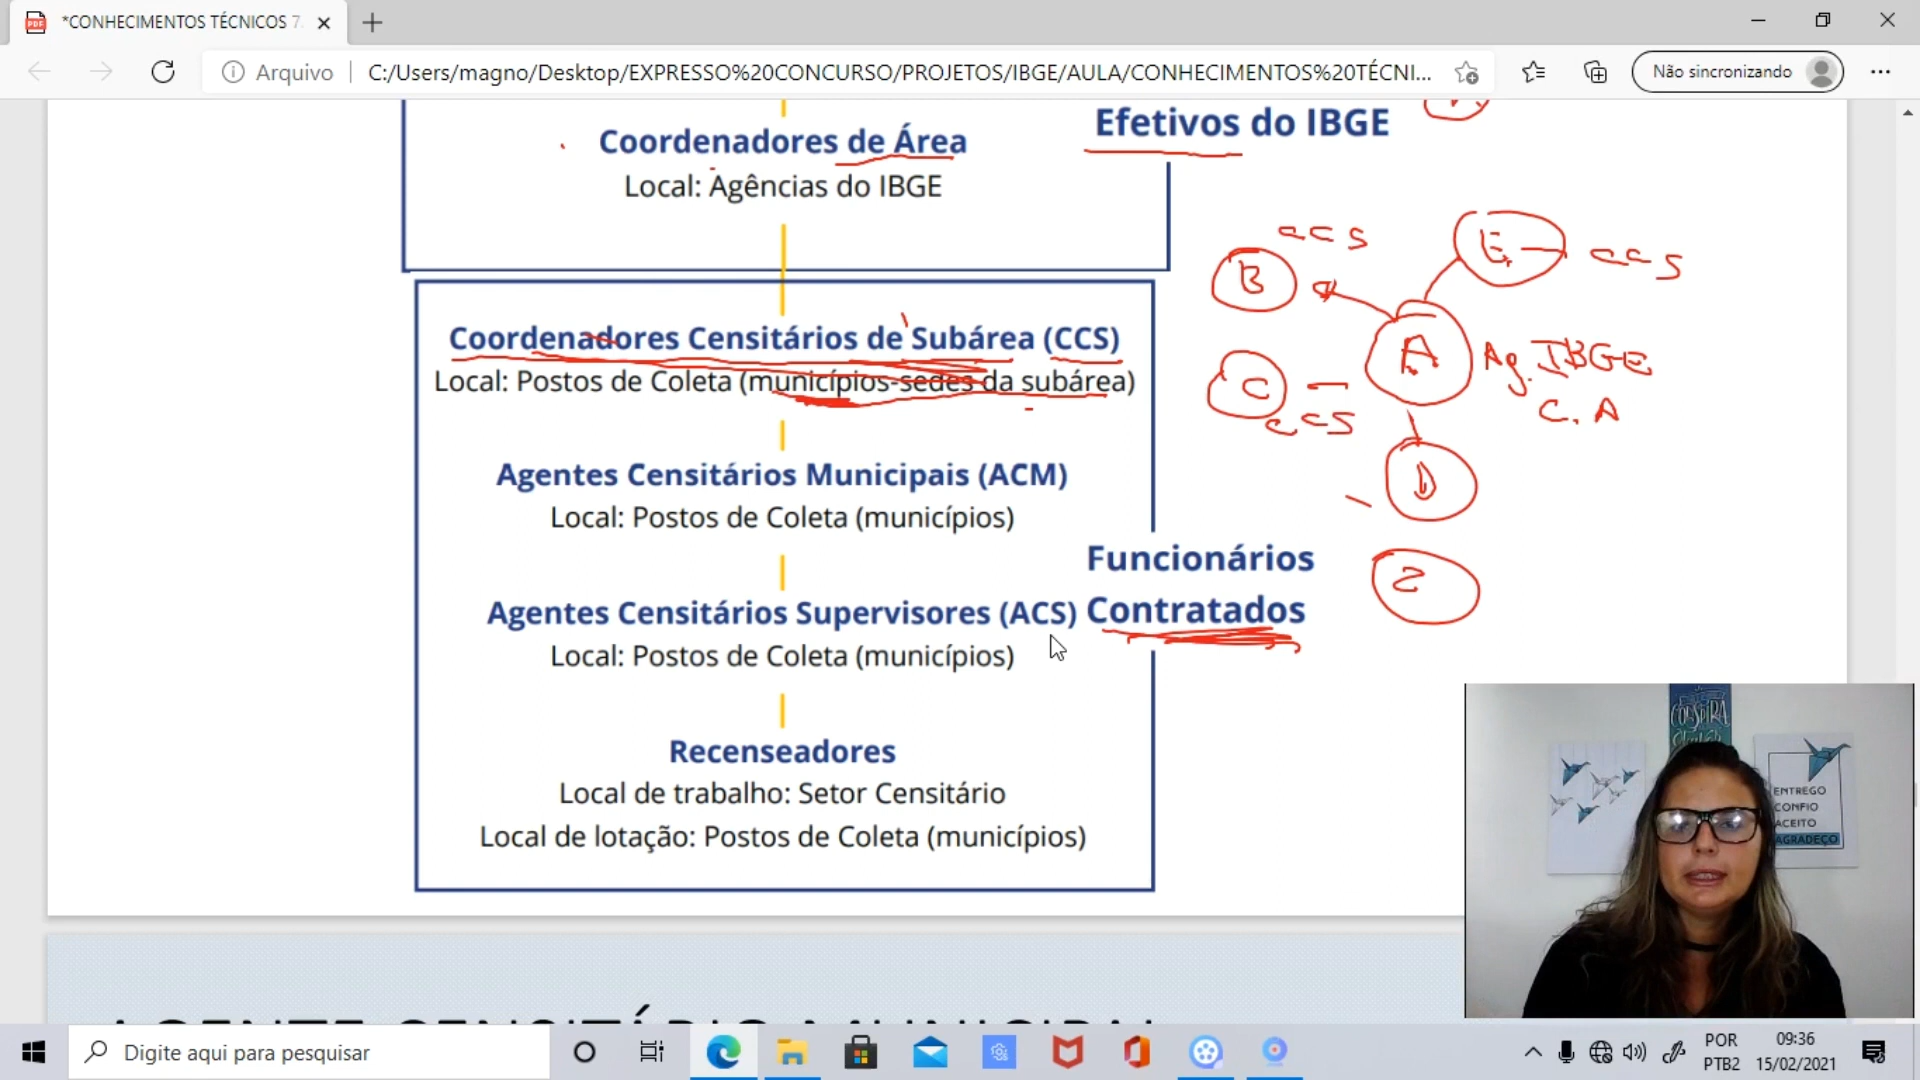 *CONHECIMENTOS TÉCNICOS 7.
Arquivo
C:/Users/magno/Desktop/EXPRESSO%20CONCURSO/PROJETOS/IBGE/AULA/CONHECIMENTOS%20TÉCNI...
Não sincronizando
Coordenadores de Área
Local: Agências do IBGE
Efetivos do IBGE
Coordenadores Censitários de Subárea (CCS)
Local: Postos de Coleta (municípios-sedes da subárea)
Agentes Censitários Municipais (ACM)
Local: Postos de Coleta (municípios)
Agentes Censitários Supervisores (ACS)
Local: Postos de Coleta (municípios)
Recenseadores
Local de trabalho: Setor Censitário
Local de lotação: Postos de Coleta (municípios)
Funcionários
Contratados
ccs
B
E
ccs
A
Ag. IBGE
C. A
C
ccs
D
ENTREGO
CONFIO
ACEITO
AGRADEÇO
AGENTE CENSITÁRIO MUNICIPAL
Digite aqui para pesquisar
POR
PTB2
09:36
15/02/2021